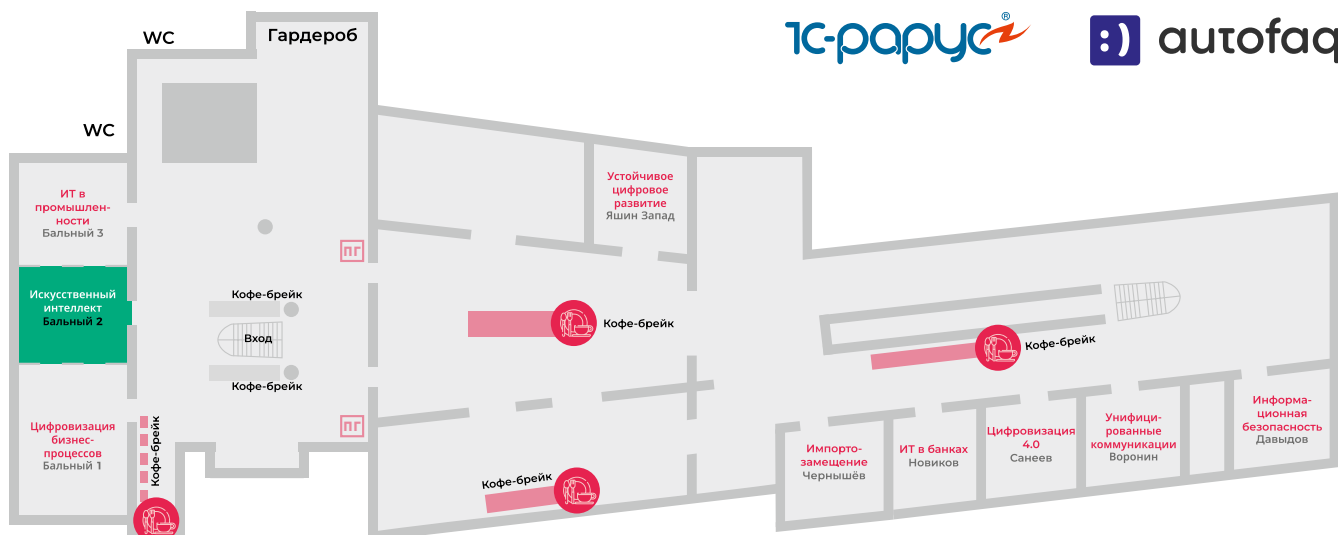 WC
Гардероб
1С-рарус®
:) autofaq
WC
ИТ в
промышлен-
ности
Бальный 3
Устойчивое
цифровое
развитие
Яшин Запад
ПГ
Искусственный
интеллект
Бальный 2
Кофе-брейк
Вход
Кофе-брейк
Кофе-брейк
Кофе-брейк
Цифровизация
бизнес-
процессов
Бальный 1
Кофе-брейк
ПГ
Кофе-брейк
Импорто-
замещение
Чернышёв
ИТ в банках
Новиков
Цифровизация
4.0
Санеев
Унифици-
рованные
коммуникации
Воронин
Информа-
ционная
безопасность
Давыдов